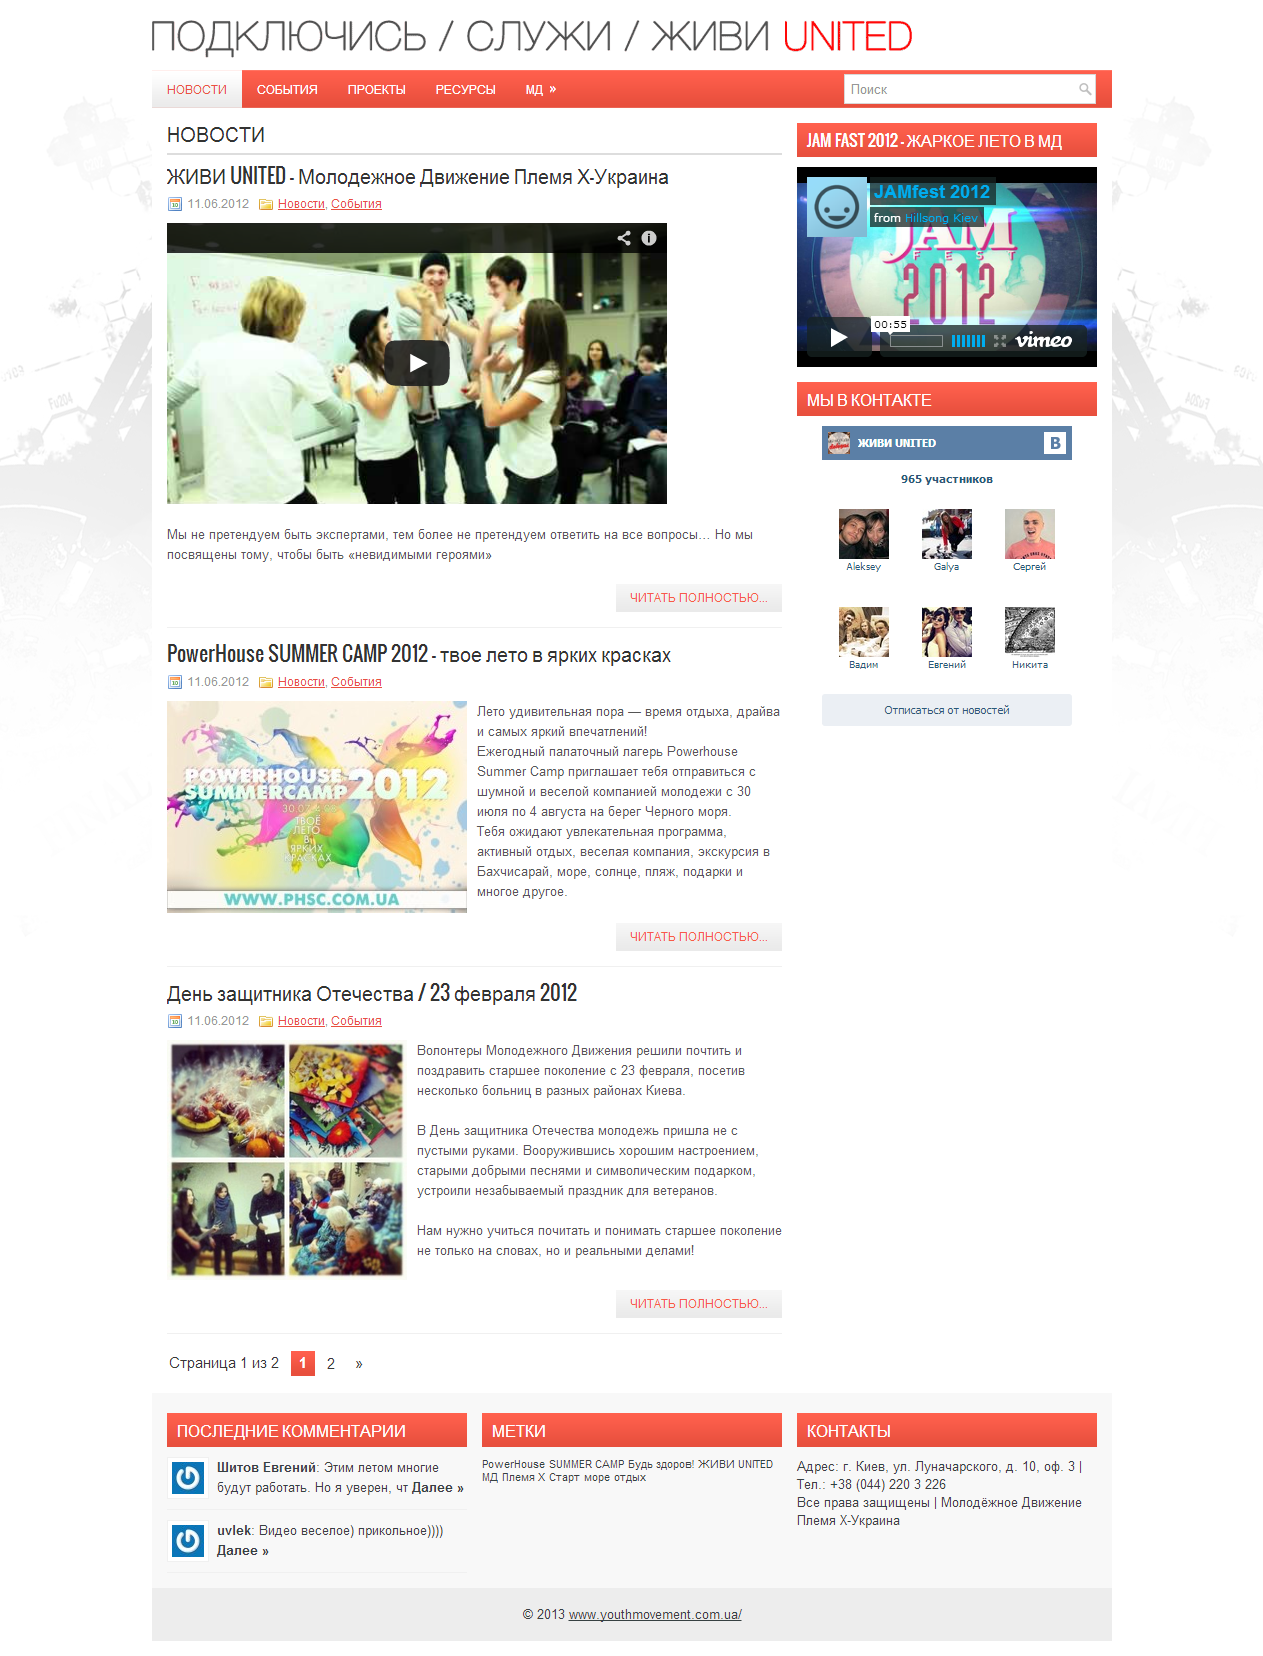 ПОДКЛЮЧИСЬ / СЛУЖИ / ЖИВИ UNITED
НОВОСТИ
СОБЫТИЯ
ПРОЕКТЫ
РЕСУРСЫ
МД »
Поиск
НОВОСТИ
ЖИВИ UNITED - Молодежное Движение Племя Х-Украина
11.06.2012 Новости, События
Мы не претендуем быть экспертами, тем более не претендуем ответить на все вопросы... Но мы
посвящены тому, чтобы быть «невидимыми героями»
ЧИТАТЬ ПОЛНОСТЬЮ...
PowerHouse SUMMER CAMP 2012 - твое лето в ярких красках
11.06.2012 Новости, События
POWERHOUSE
SUMMERCAMP 2012
ТВОЁ
ЛЕТО
В
ЯРКИХ
КРАСКАХ
WWW.PHSC.COM.UA
Лето удивительная пора — время отдыха, драйва
и самых яркий впечатлений!
Ежегодный палаточный лагерь Powerhouse
Summer Camp приглашает тебя отправиться с
шумной и веселой компанией молодежи с 30
июля по 4 августа на берег Черного моря.
Тебя ожидают увлекательная программа,
активный отдых, веселая компания, экскурсия в
Бахчисарай, море, солнце, пляж, подарки и
многое другое.
ЧИТАТЬ ПОЛНОСТЬЮ...
День защитника Отечества / 23 февраля 2012
11.06.2012 Новости, События
Волонтеры Молодежного Движения решили почтить и
поздравить старшее поколение с 23 февраля, посетив
несколько больниц в разных районах Киева.
В День защитника Отечества молодежь пришла не с
пустыми руками. Вооружившись хорошим настроением,
старыми добрыми песнями и символическим подарком,
устроили незабываемый праздник для ветеранов.
Нам нужно учиться почитать и понимать старшее поколение
не только на словах, но и реальными делами!
ЧИТАТЬ ПОЛНОСТЬЮ...
Страница 1 из 2 1 2 »
JAM FAST 2012 - ЖАРКОЕ ЛЕТО В МД
JAMfest 2012
from Hillsong Kiev
JAM
FEST
2012
00:55
vimeo
МЫ В КОНТАКТЕ
ЖИВИ UNITED
B
965 участников
Aleksey
Galya
Сергей
Вадим
Евгений
Никита
Отписаться от новостей
ПОСЛЕДНИЕ КОММЕНТАРИИ
Шитов Евгений: Этим летом многие
будут работать. Но я уверен, чт Далее »
uvlek: Видео веселое) прикольное))))
Далее »
МЕТКИ
PowerHouse SUMMER CAMP Будь здоров! ЖИВИ UNITED
МД Племя Х Старт море отдых
КОНТАКТЫ
Адрес: г. Киев, ул. Луначарского, д. 10, оф. 3 |
Тел.: +38 (044) 220 3 226
Все права защищены | Молодёжное Движение
Племя Х-Украина
© 2013 www.youthmovement.com.ua/